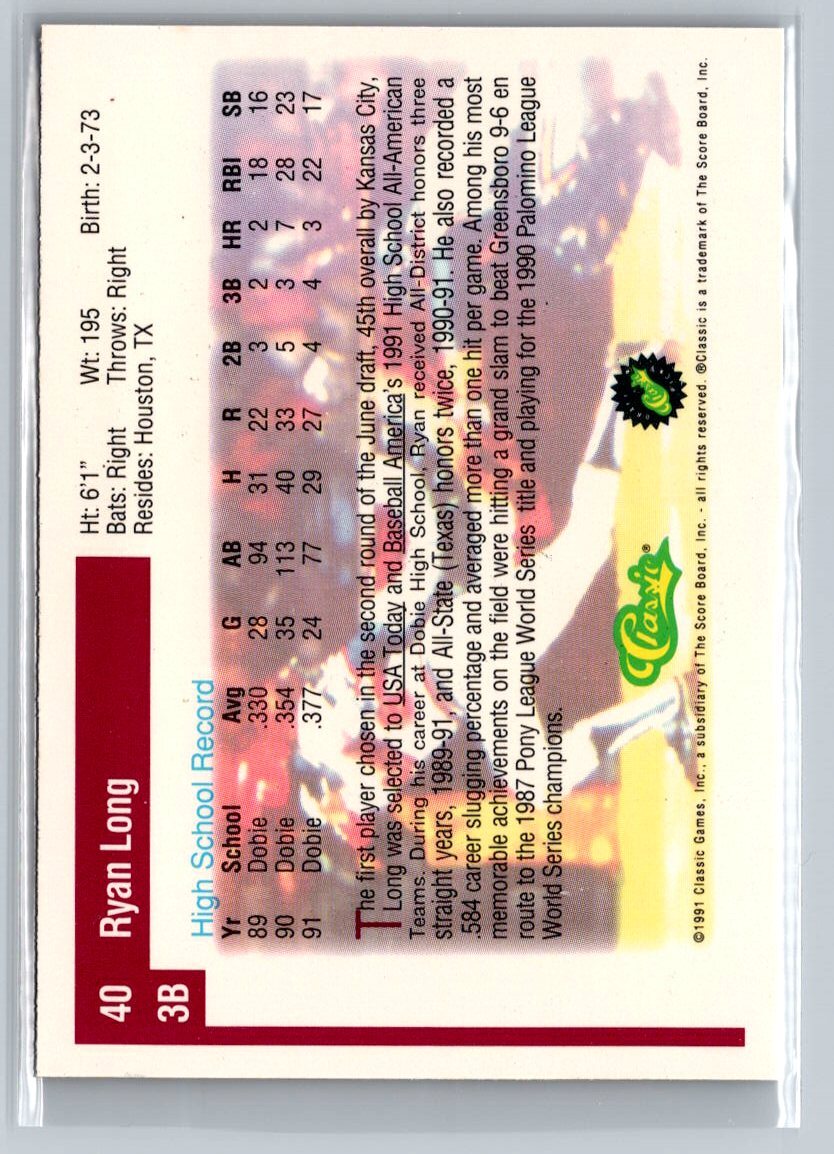 40 Ryan Long
3B
Ht: 6'1" Wt: 195 Birth: 2-3-73
Bats: Right Throws: Right
Resides: Houston, TX
High School Record
Yr School Avg G AB H R 2B 3B HR RBI SB
89 Dobie .330 28 94 31 22 3 2 2 18 16
90 Dobie .354 35 113 40 33 5 3 7 28 23
91 Dobie .377 24 77 29 27 4 4 3 22 17
The first player chosen in the second round of the June draft, 45th overall by Kansas City,
Long was selected to USA Today and Baseball America's 1991 High School All-American
Teams. During his career at Dobie High School, Ryan received All-District honors three
straight years, 1989-91, and All-State (Texas) honors twice, 1990-91. He also recorded a
.584 career slugging percentage and averaged more than one hit per game. Among his most
memorable achievements on the field were hitting a grand slam to beat Greensboro 9-6 en
route to the 1987 Pony League World Series title and playing for the 1990 Palomino League
World Series champions.
Classic®
Classic
©1991 Classic Games, Inc., a subsidiary of The Score Board, Inc. - all rights reserved. ®Classic is a trademark of The Score Board, Inc.